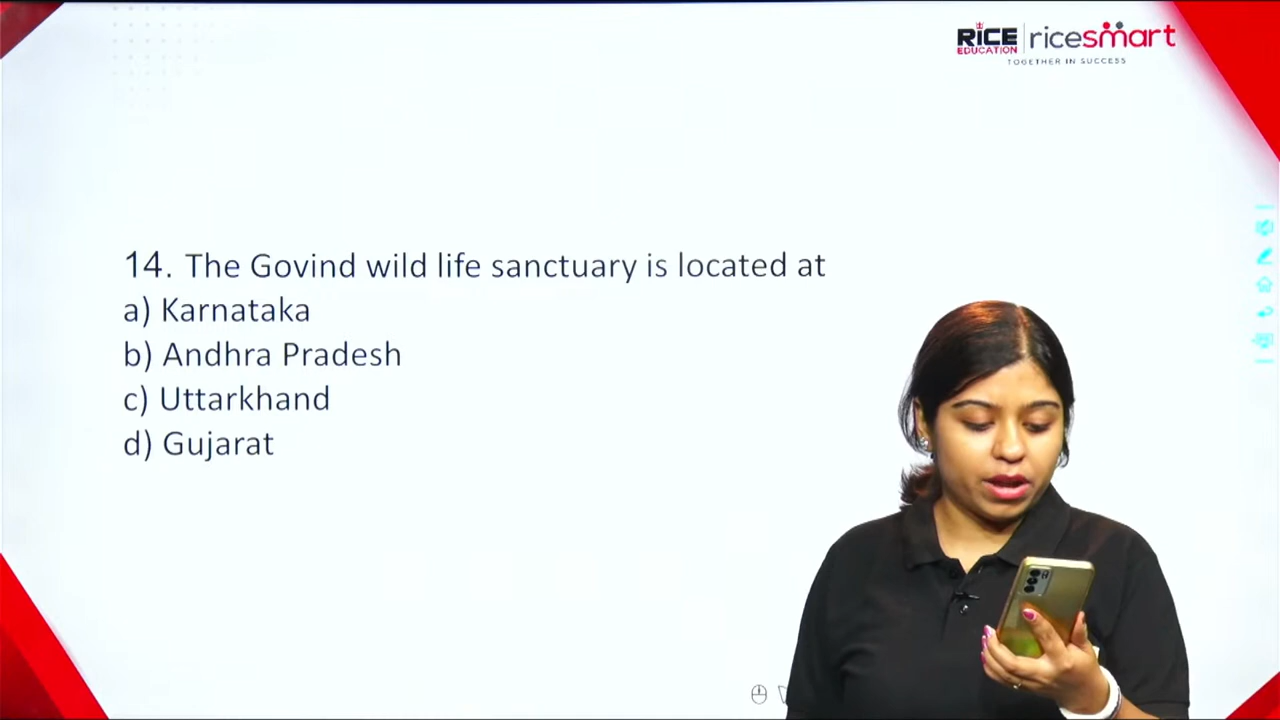 RICE EDUCATION ricesmart
TOGETHER IN SUCCESS
14. The Govind wild life sanctuary is located at
a) Karnataka
b) Andhra Pradesh
c) Uttarkhand
d) Gujarat